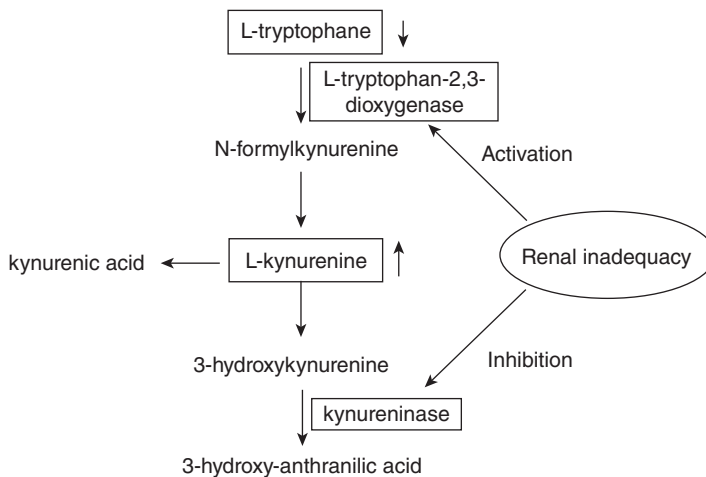 L-tryptophane
L-tryptophan-2,3-
dioxygenase
N-formylkynurenine
Activation
kynurenic acid
L-kynurenine
Renal inadequacy
3-hydroxykynurenine
Inhibition
kynureninase
3-hydroxy-anthranilic acid